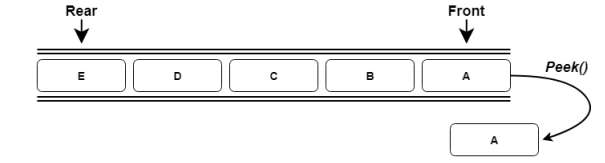 Rear Front
E D C B A
Peek()
A